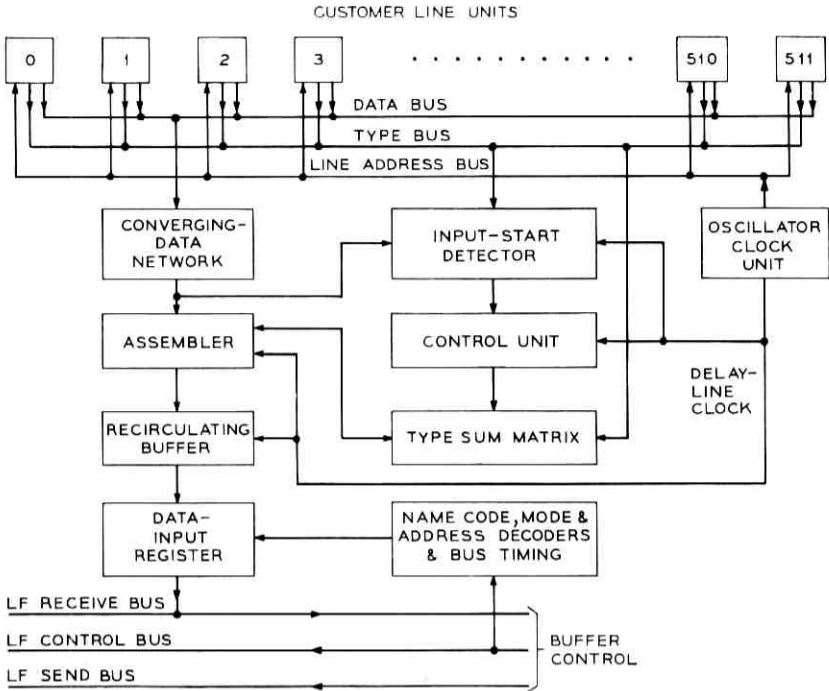 CUSTOMER LINE UNITS
0
1
2
3
510
511
DATA BUS
TYPE BUS
LINE ADDRESS BUS
CONVERGING-
DATA
NETWORK
INPUT-START
DETECTOR
OSCILLATOR
CLOCK
UNIT
ASSEMBLER
CONTROL UNIT
DELAY-
LINE
CLOCK
RECIRCULATING
BUFFER
TYPE SUM MATRIX
DATA-
INPUT
REGISTER
NAME CODE, MODE &
ADDRESS DECODERS
& BUS TIMING
LF RECEIVE BUS
LF CONTROL BUS
LF SEND BUS
BUFFER
CONTROL